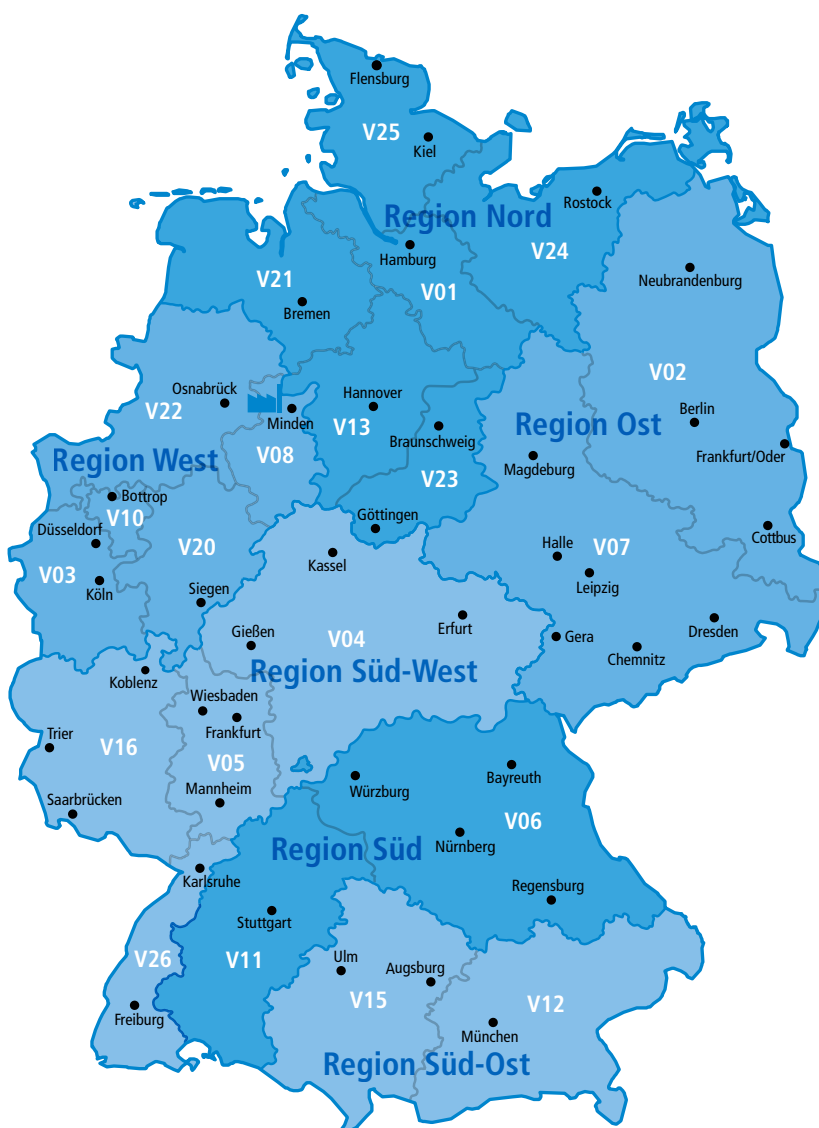 Flensburg
V25
Kiel
Rostock
Region Nord
Hamburg
V24
Neubrandenburg
V21
V01
Bremen
V02
Osnabrück
Hannover
V22
Minden
V13
Berlin
Braunschweig
Region Ost
Frankfurt/Oder
Region West
V08
Magdeburg
V23
Bottrop
V10
Göttingen
Düsseldorf
V20
Cottbus
Kassel
Halle
V07
V03
Köln
Leipzig
Siegen
Erfurt
Dresden
Gießen
V04
Gera
Chemnitz
Region Süd-West
Koblenz
Wiesbaden
Frankfurt
Trier
V16
V05
Bayreuth
Würzburg
Mannheim
Saarbrücken
V06
Nürnberg
Region Süd
Karlsruhe
Regensburg
Stuttgart
V26
V11
Ulm
Augsburg
V15
V12
Freiburg
München
Region Süd-Ost